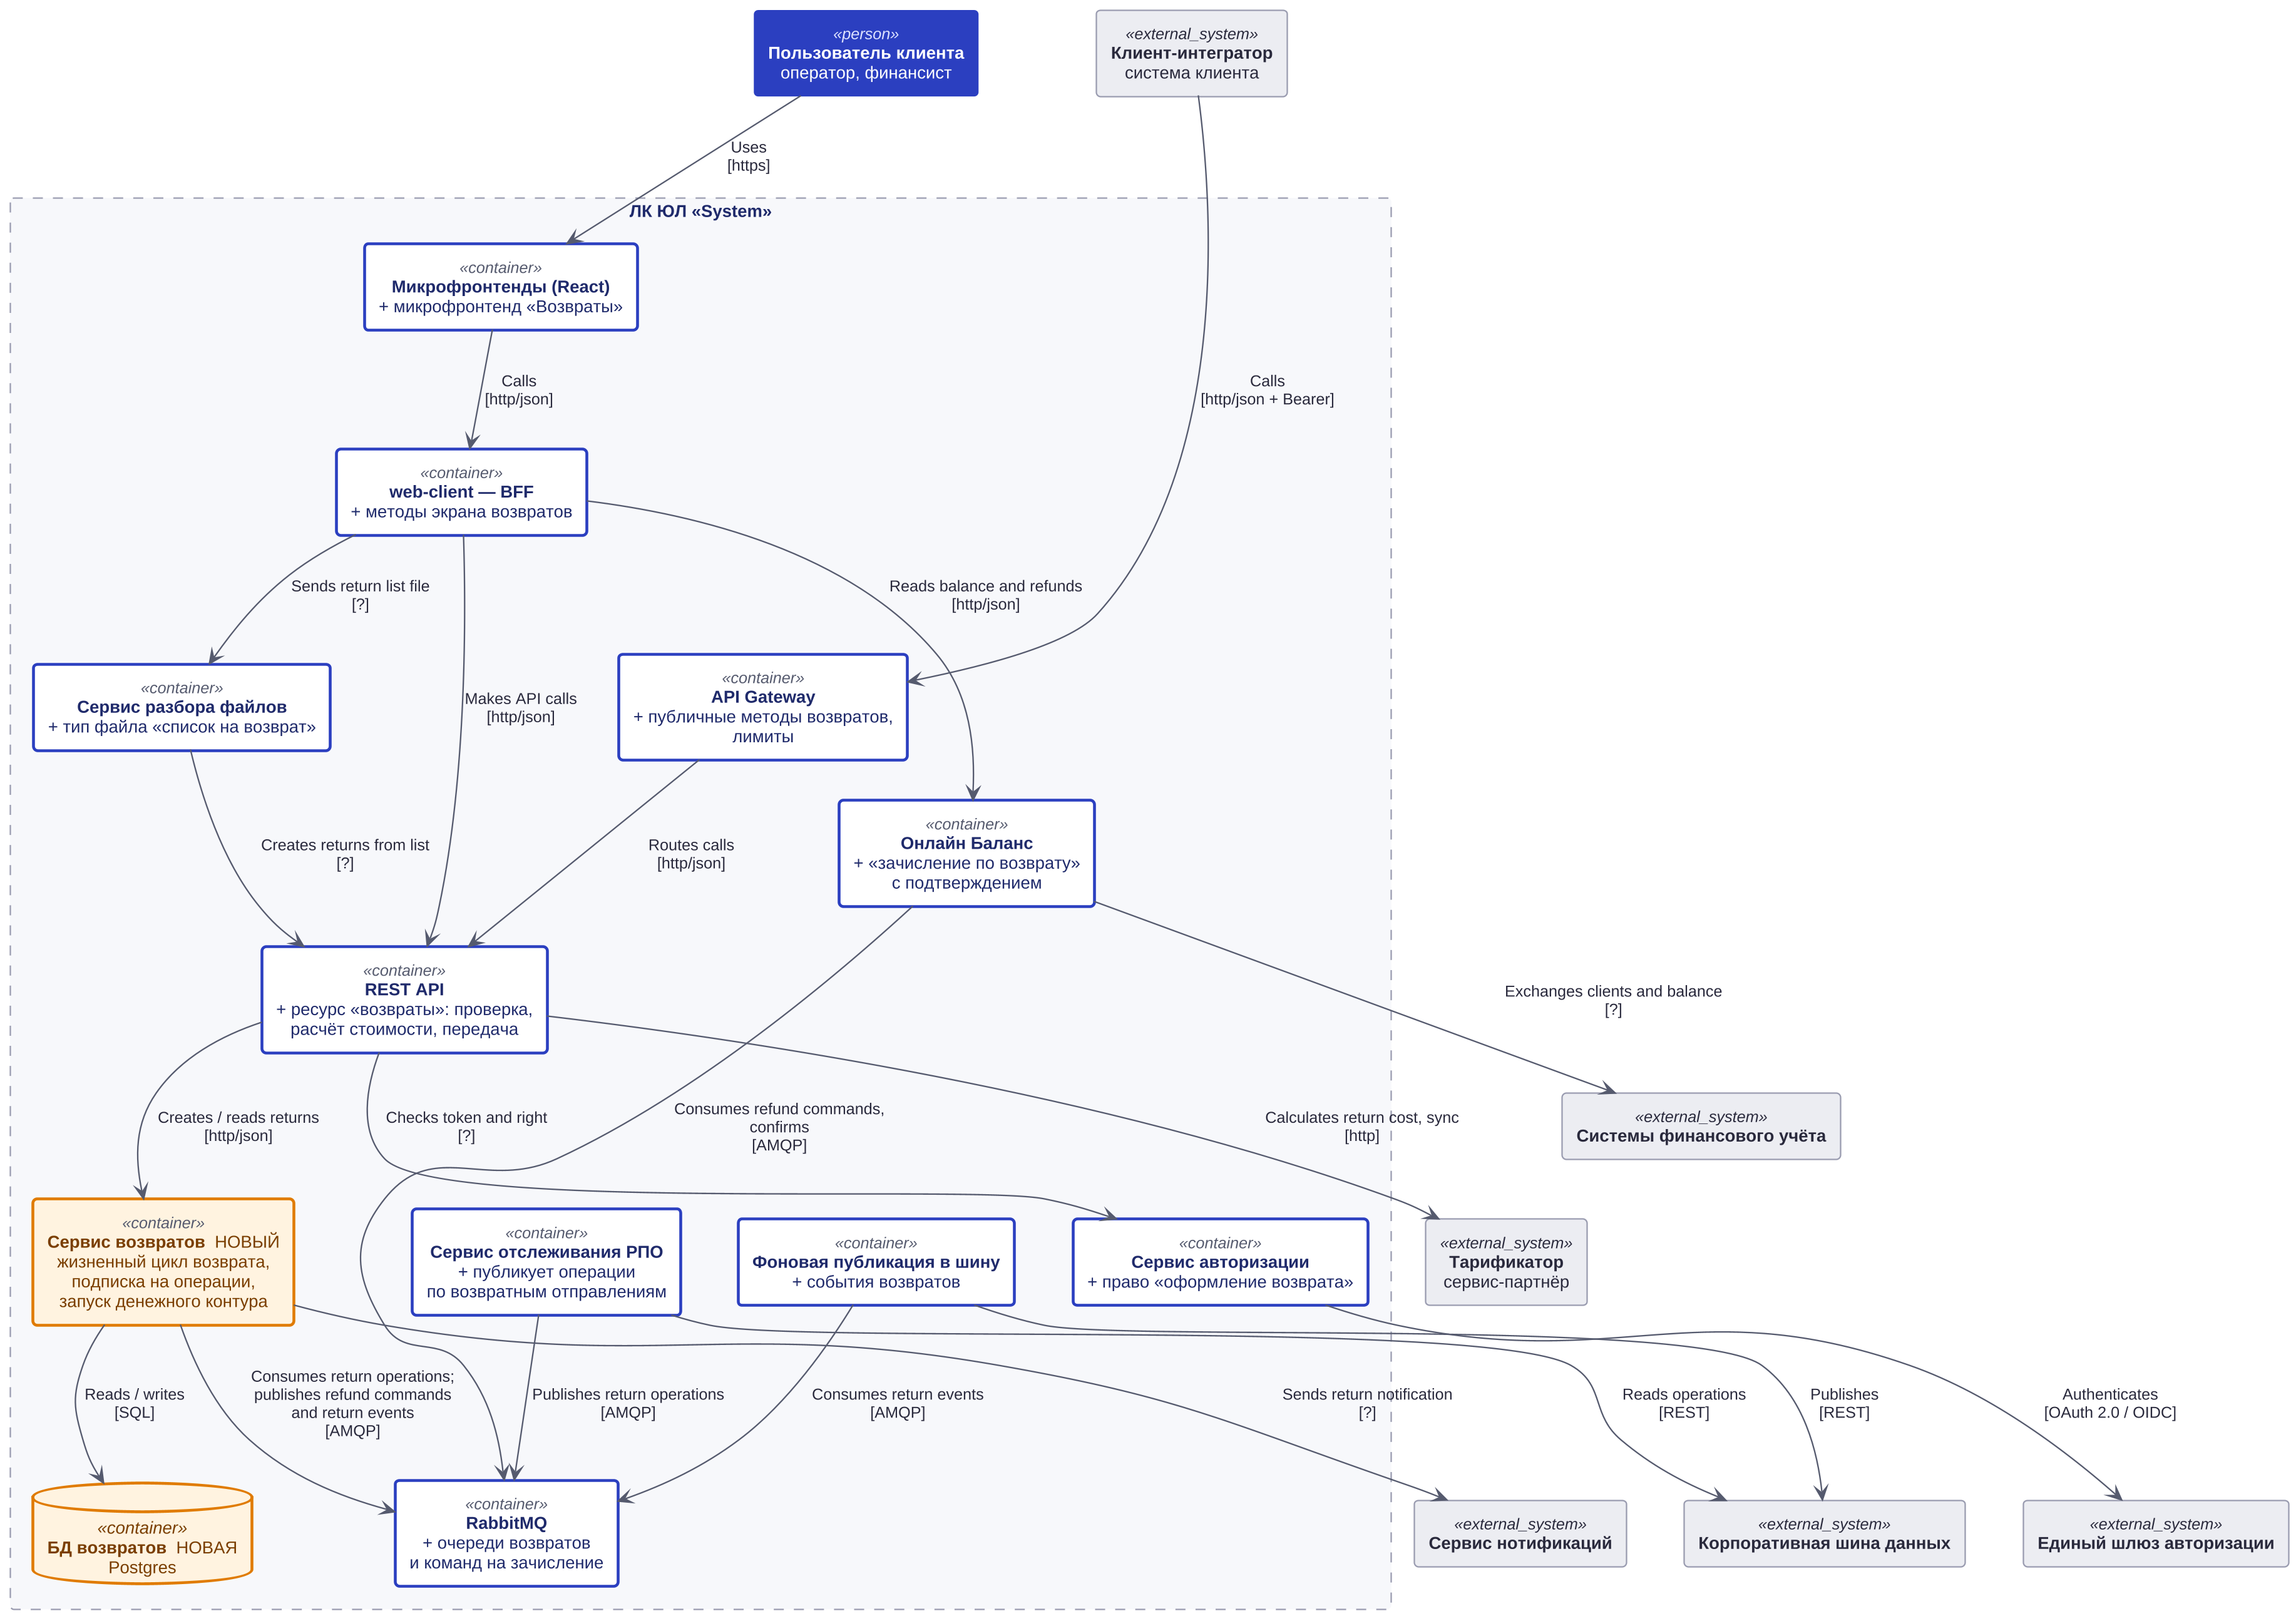 «person»
Пользователь клиента
оператор, финансист
«external_system»
Клиент-интегратор
система клиента
Uses
[https]
ЛК ЮЛ «System»
«container»
Микрофронтенды (React)
+ микрофронтенд «Возвраты»
Calls
[http/json]
Calls
[http/json + Bearer]
«container»
web-client — BFF
+ методы экрана возвратов
Sends return list file
[?]
Reads balance and refunds
[http/json]
«container»
Сервис разбора файлов
+ тип файла «список на возврат»
Makes API calls
[http/json]
«container»
API Gateway
+ публичные методы возвратов,
лимиты
Creates returns from list
[?]
Routes calls
[http/json]
«container»
Онлайн Баланс
+ «зачисление по возврату»
с подтверждением
«container»
REST API
+ ресурс «возвраты»: проверка,
расчёт стоимости, передача
Exchanges clients and balance
[?]
Creates / reads returns
[http/json]
Checks token and right
[?]
Consumes refund commands,
confirms
[AMQP]
Calculates return cost, sync
[http]
«external_system»
Системы финансового учёта
«container»
Сервис возвратов НОВЫЙ
жизненный цикл возврата,
подписка на операции,
запуск денежного контура
«container»
Сервис отслеживания РПО
+ публикует операции
по возвратным отправлениям
«container»
Фоновая публикация в шину
+ события возвратов
«container»
Сервис авторизации
+ право «оформление возврата»
«external_system»
Тарификатор
сервис-партнёр
Reads / writes
[SQL]
Consumes return operations;
publishes refund commands
and return events
[AMQP]
Publishes return operations
[AMQP]
Consumes return events
[AMQP]
Sends return notification
[?]
Reads operations
[REST]
Publishes
[REST]
Authenticates
[OAuth 2.0 / OIDC]
«container»
БД возвратов НОВАЯ
Postgres
«container»
RabbitMQ
+ очереди возвратов
и команд на зачисление
«external_system»
Сервис нотификаций
«external_system»
Корпоративная шина данных
«external_system»
Единый шлюз авторизации